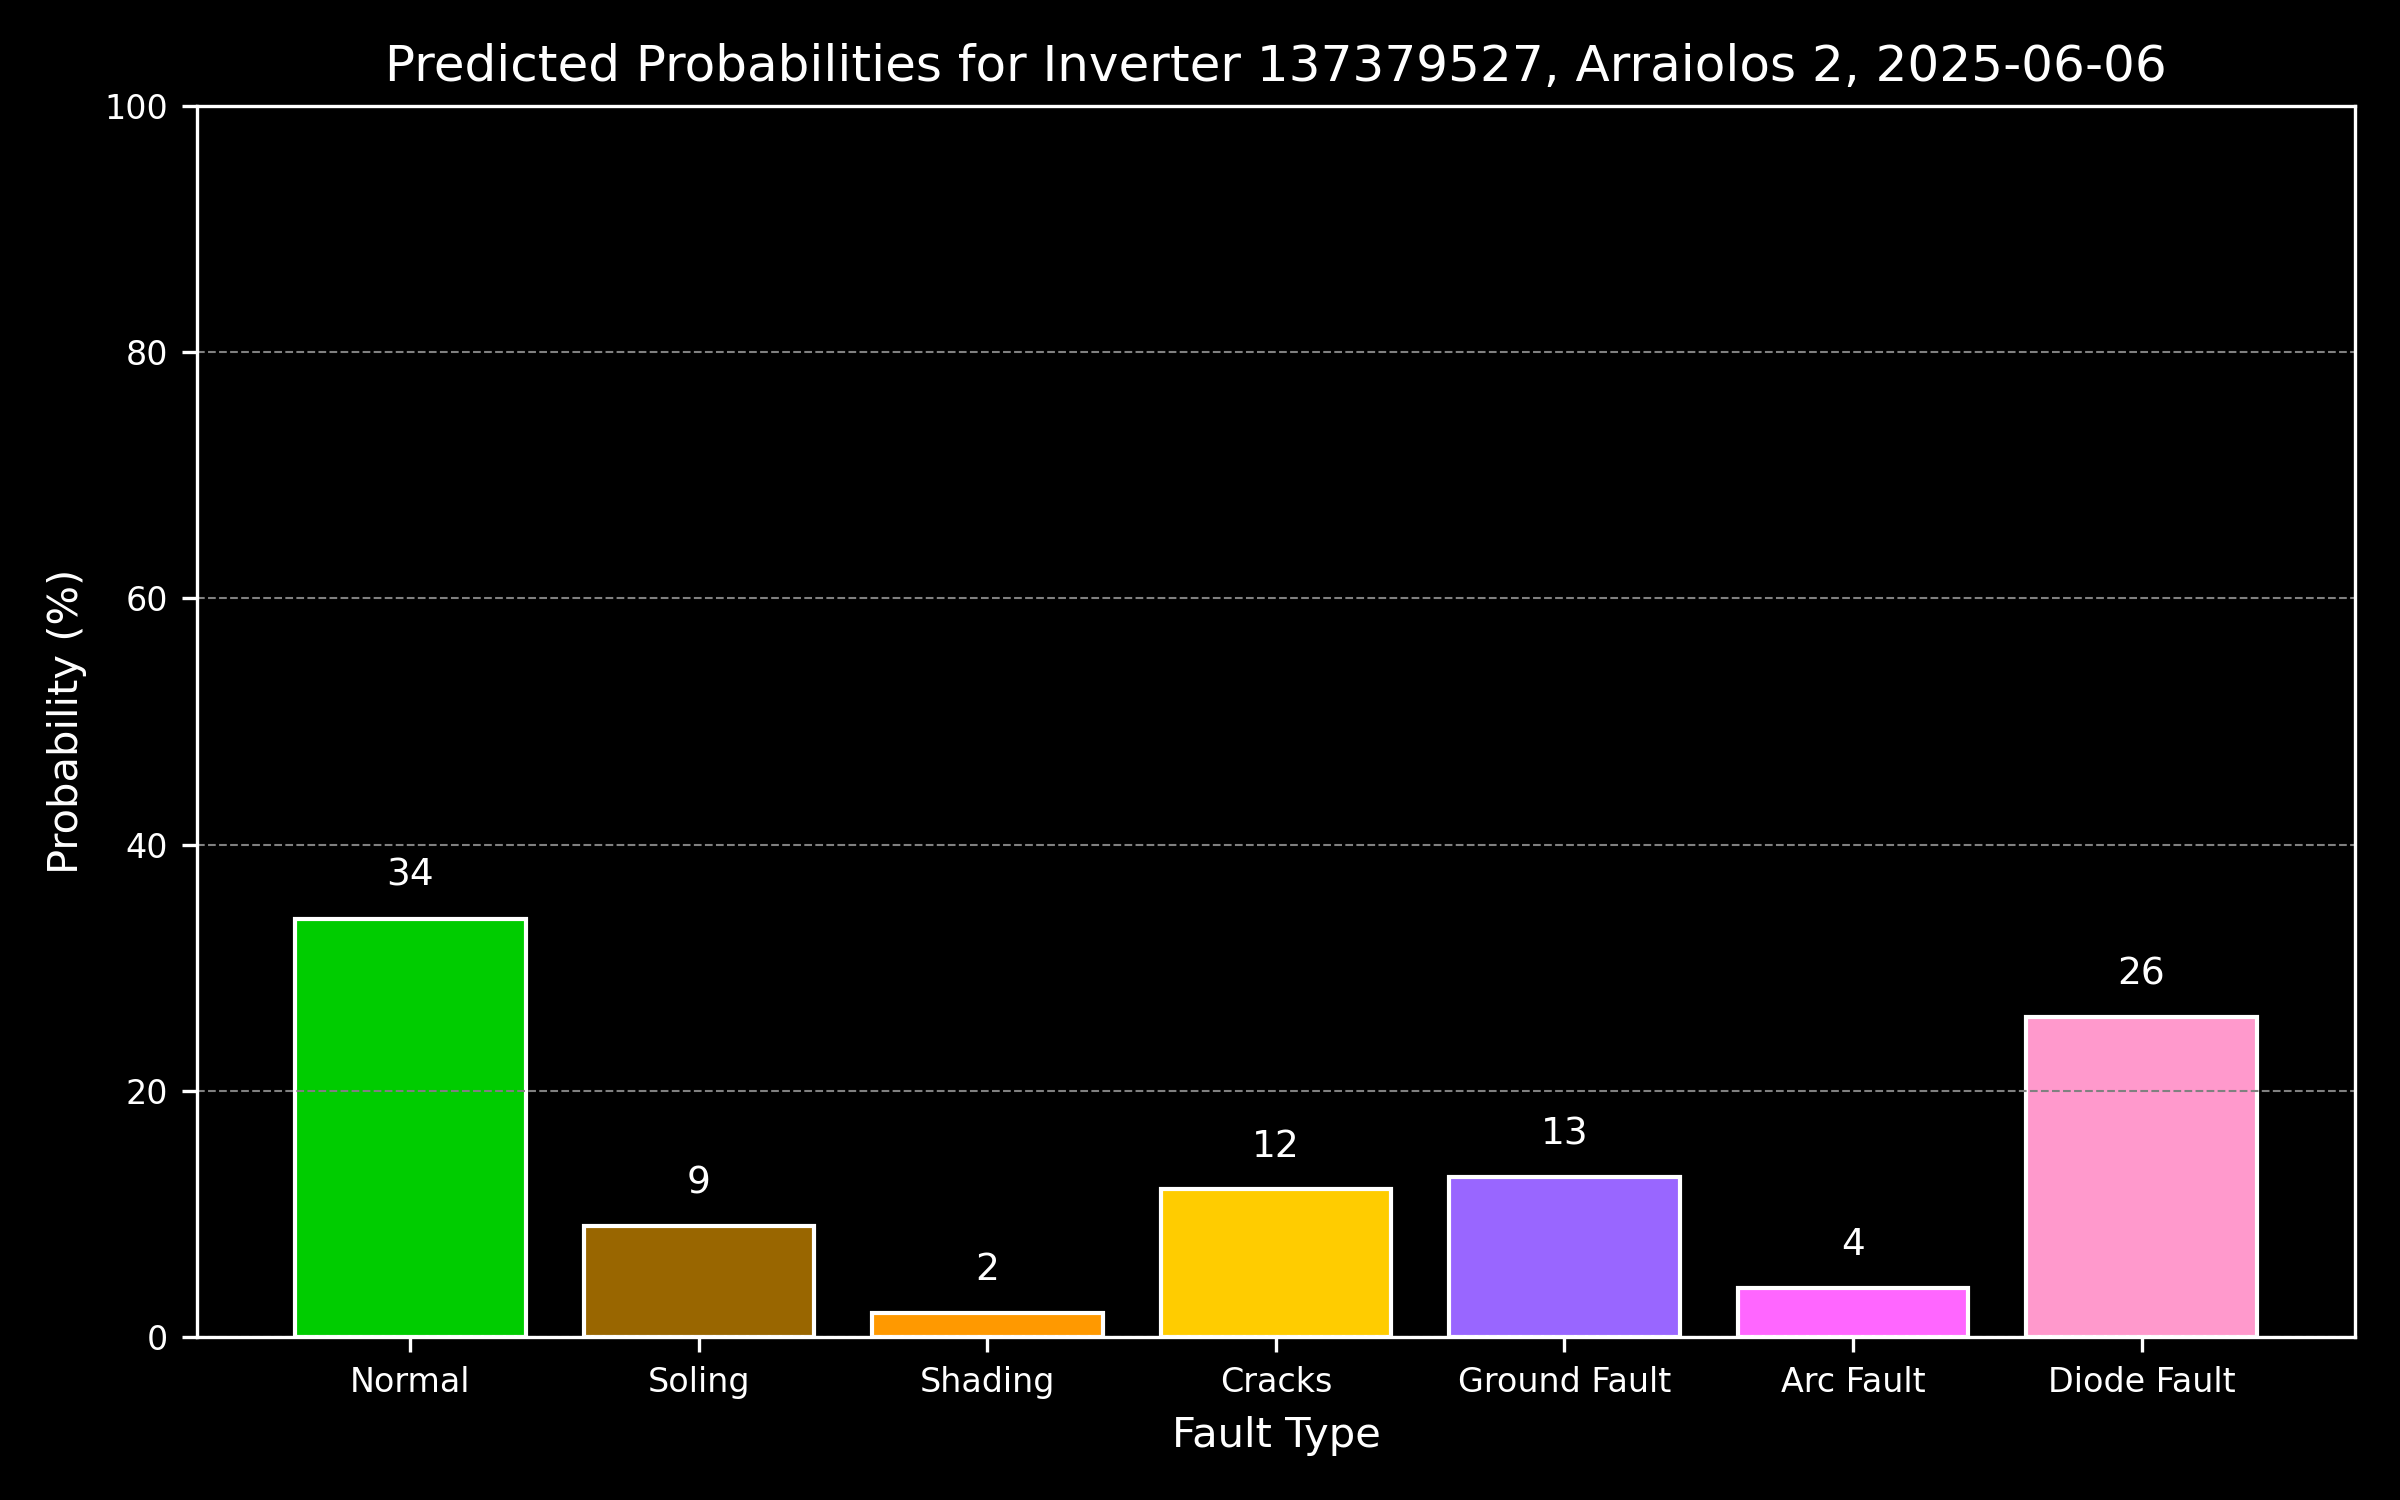 Predicted Probabilities for Inverter 137379527, Arraiolos 2, 2025-06-06
Probability (%)
100
80
60
40
20
0
34
9
2
12
13
4
26
Normal
Soling
Shading
Cracks
Ground Fault
Arc Fault
Diode Fault
Fault Type